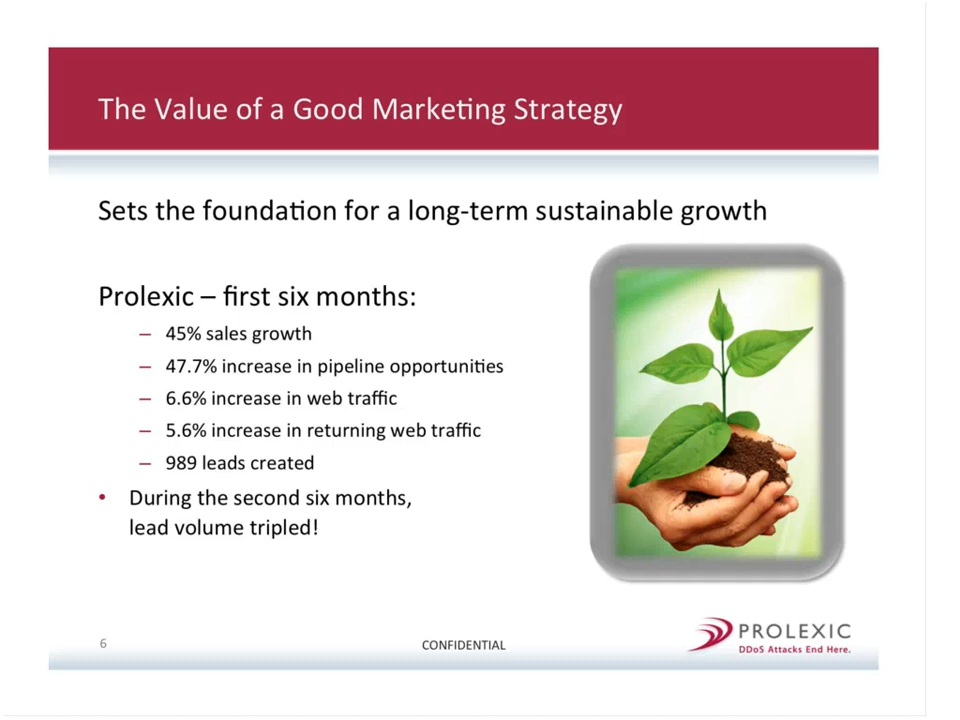 The Value of a Good Marketing Strategy
Sets the foundation for a long-term sustainable growth
Prolexic – first six months:
– 45% sales growth
– 47.7% increase in pipeline opportunities
– 6.6% increase in web traffic
– 5.6% increase in returning web traffic
– 989 leads created
• During the second six months,
lead volume tripled!
6
CONFIDENTIAL
PROLEXIC
DDoS Attacks End Here.